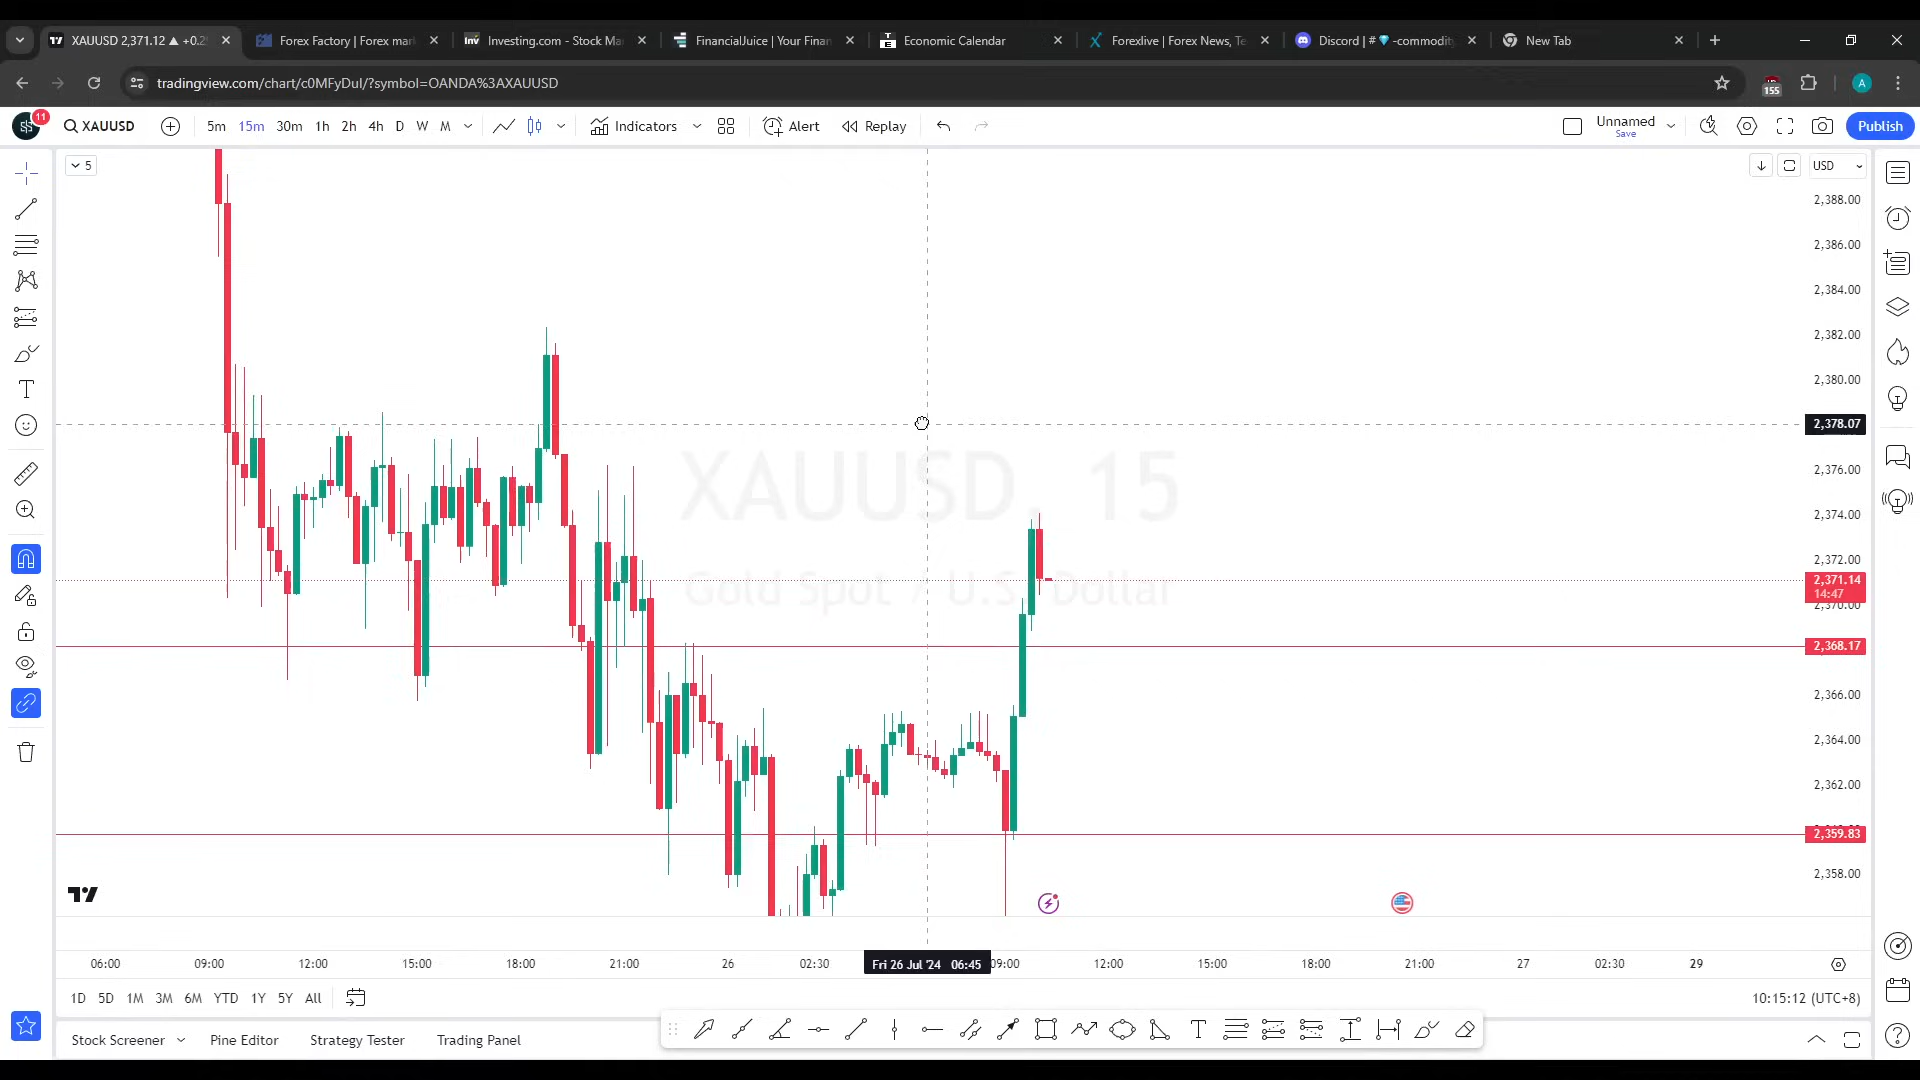 XAUUSD 2,371.12 ▲ +0.2
Forex Factory | Forex mar
Investing.com - Stock Ma
FinancialJuice | Your Finan
Economic Calendar
Forexlive | Forex News, Te
Discord | # 💎 -commodit
New Tab
tradingview.com/chart/c0MFyDuI/?symbol=OANDA%3AXAUUSD
155
A
11
XAUUSD
5m 15m 30m 1h 2h 4h D W M
Indicators
Alert
Replay
Unnamed
Save
Publish
5
USD
2,388.00
2,386.00
2,384.00
2,382.00
2,380.00
2,378.07
2,376.00
2,374.00
2,372.00
2,371.14
14:47
2,370.00
2,368.17
2,366.00
2,364.00
2,362.00
2,359.83
2,358.00
XAUUSD, 15
Gold Spot / U.S. Dollar
06:00 09:00 12:00 15:00 18:00 21:00 26 02:30 Fri 26 Jul '24 06:45 09:00 12:00 15:00 18:00 21:00 27 02:30 29
1D 5D 1M 3M 6M YTD 1Y 5Y All
10:15:12 (UTC+8)
Stock Screener Pine Editor Strategy Tester Trading Panel